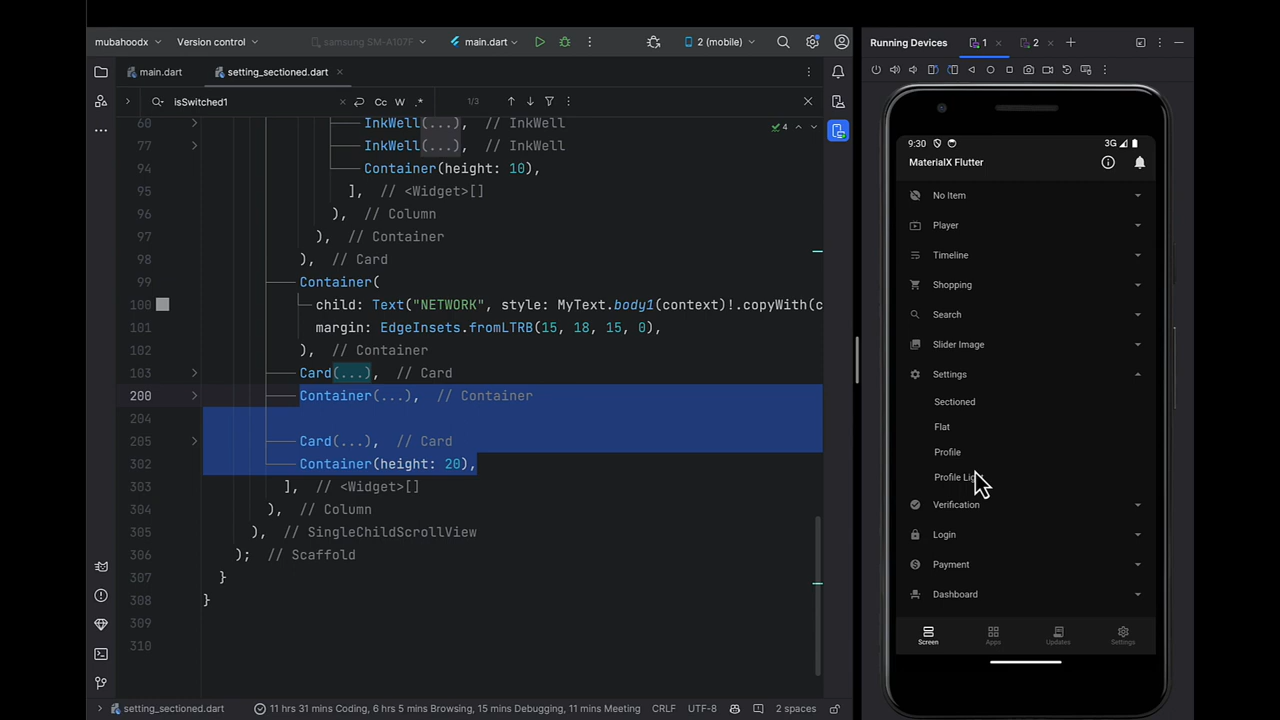 mubahoodx
Version control
samsung SM-A107F
main.dart
2 (mobile)
main.dart
setting_sectioned.dart
isSwitched1
Cc
W
.*
1/3
60 InkWell(...), // InkWell
77 InkWell(...), // InkWell
94 Container(height: 10),
95 ], // <Widget>[]
96 ), // Column
97 ), // Container
98 ), // Card
99 Container(
100 child: Text("NETWORK", style: MyText.body1(context)!.copyWith(c
101 margin: EdgeInsets.fromLTRB(15, 18, 15, 0),
102 ), // Container
103 Card(...), // Card
200 Container(...), // Container
204
205 Card(...), // Card
302 Container(height: 20),
303 ], // <Widget>[]
304 ), // Column
305 ), // SingleChildScrollView
306 ); // Scaffold
307 }
308 }
309
310
4
setting_sectioned.dart
11 hrs 31 mins Coding, 6 hrs 5 mins Browsing, 15 mins Debugging, 11 mins Meeting
CRLF
UTF-8
2 spaces
Running Devices
1
2
9:30
3G
MaterialX Flutter
No Item
Player
Timeline
Shopping
Search
Slider Image
Settings
Sectioned
Flat
Profile
Profile
Verification
Login
Payment
Dashboard
Screen
Apps
Updates
Settings